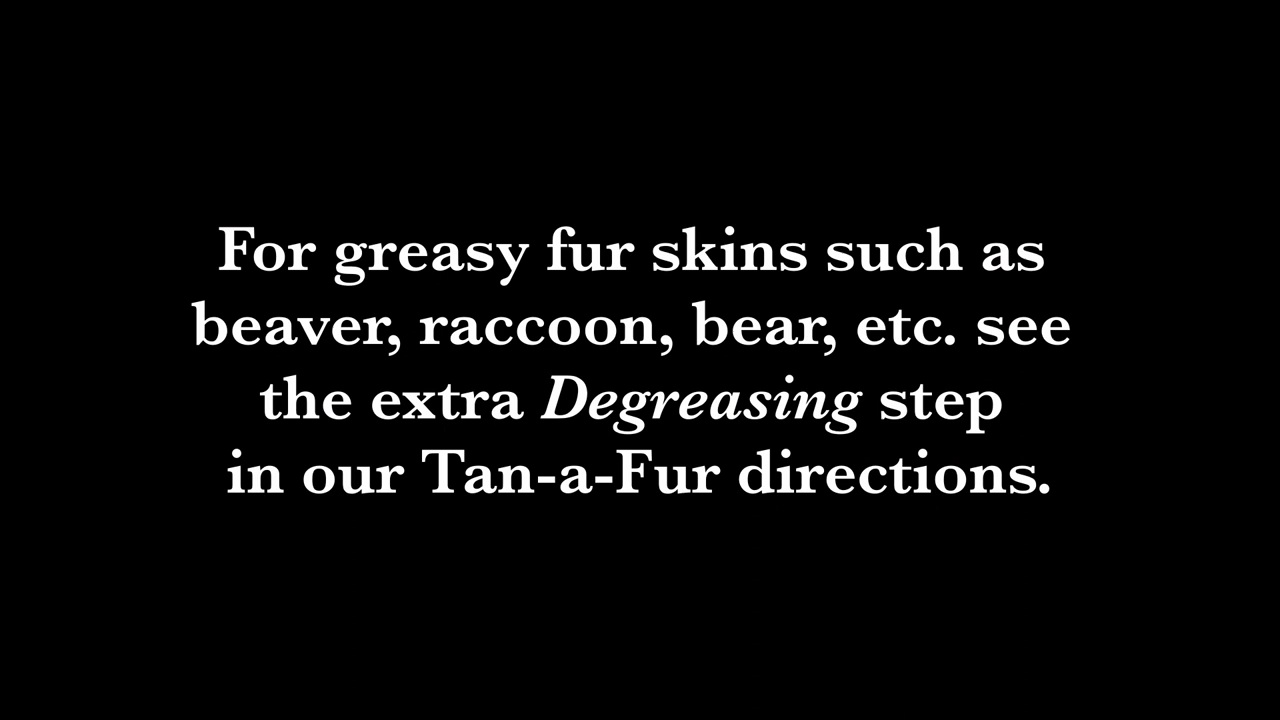 For greasy fur skins such as
beaver, raccoon, bear, etc. see
the extra Degreasing step
in our Tan-a-Fur directions.